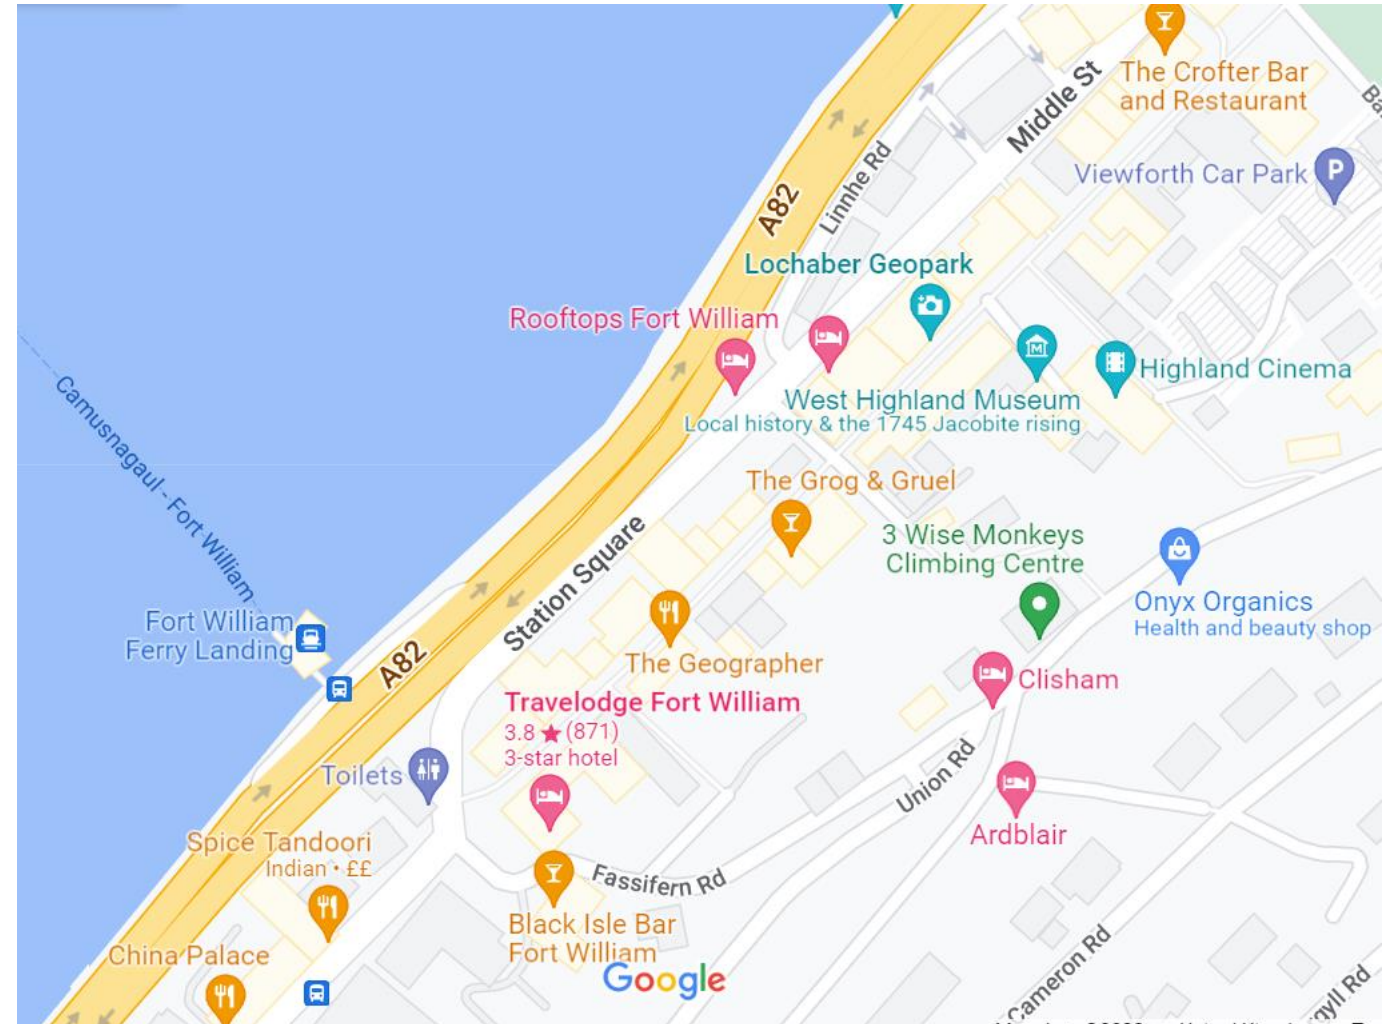 The Crofter Bar
and Restaurant
Middle St
Viewforth Car Park
P
Linnhe Rd
A82
Lochaber Geopark
Rooftops Fort William
M
West Highland Museum
Local history & the 1745 Jacobite rising
Highland Cinema
Camusnagaul - Fort William
The Grog & Gruel
3 Wise Monkeys
Climbing Centre
Onyx Organics
Health and beauty shop
Station Square
Fort William
Ferry Landing
A82
The Geographer
Clisham
Travelodge Fort William
3.8 ★ (871)
3-star hotel
Toilets
Union Rd
Ardblair
Spice Tandoori
Indian • ££
Fassifern Rd
Black Isle Bar
Fort William
China Palace
Google
Cameron Rd